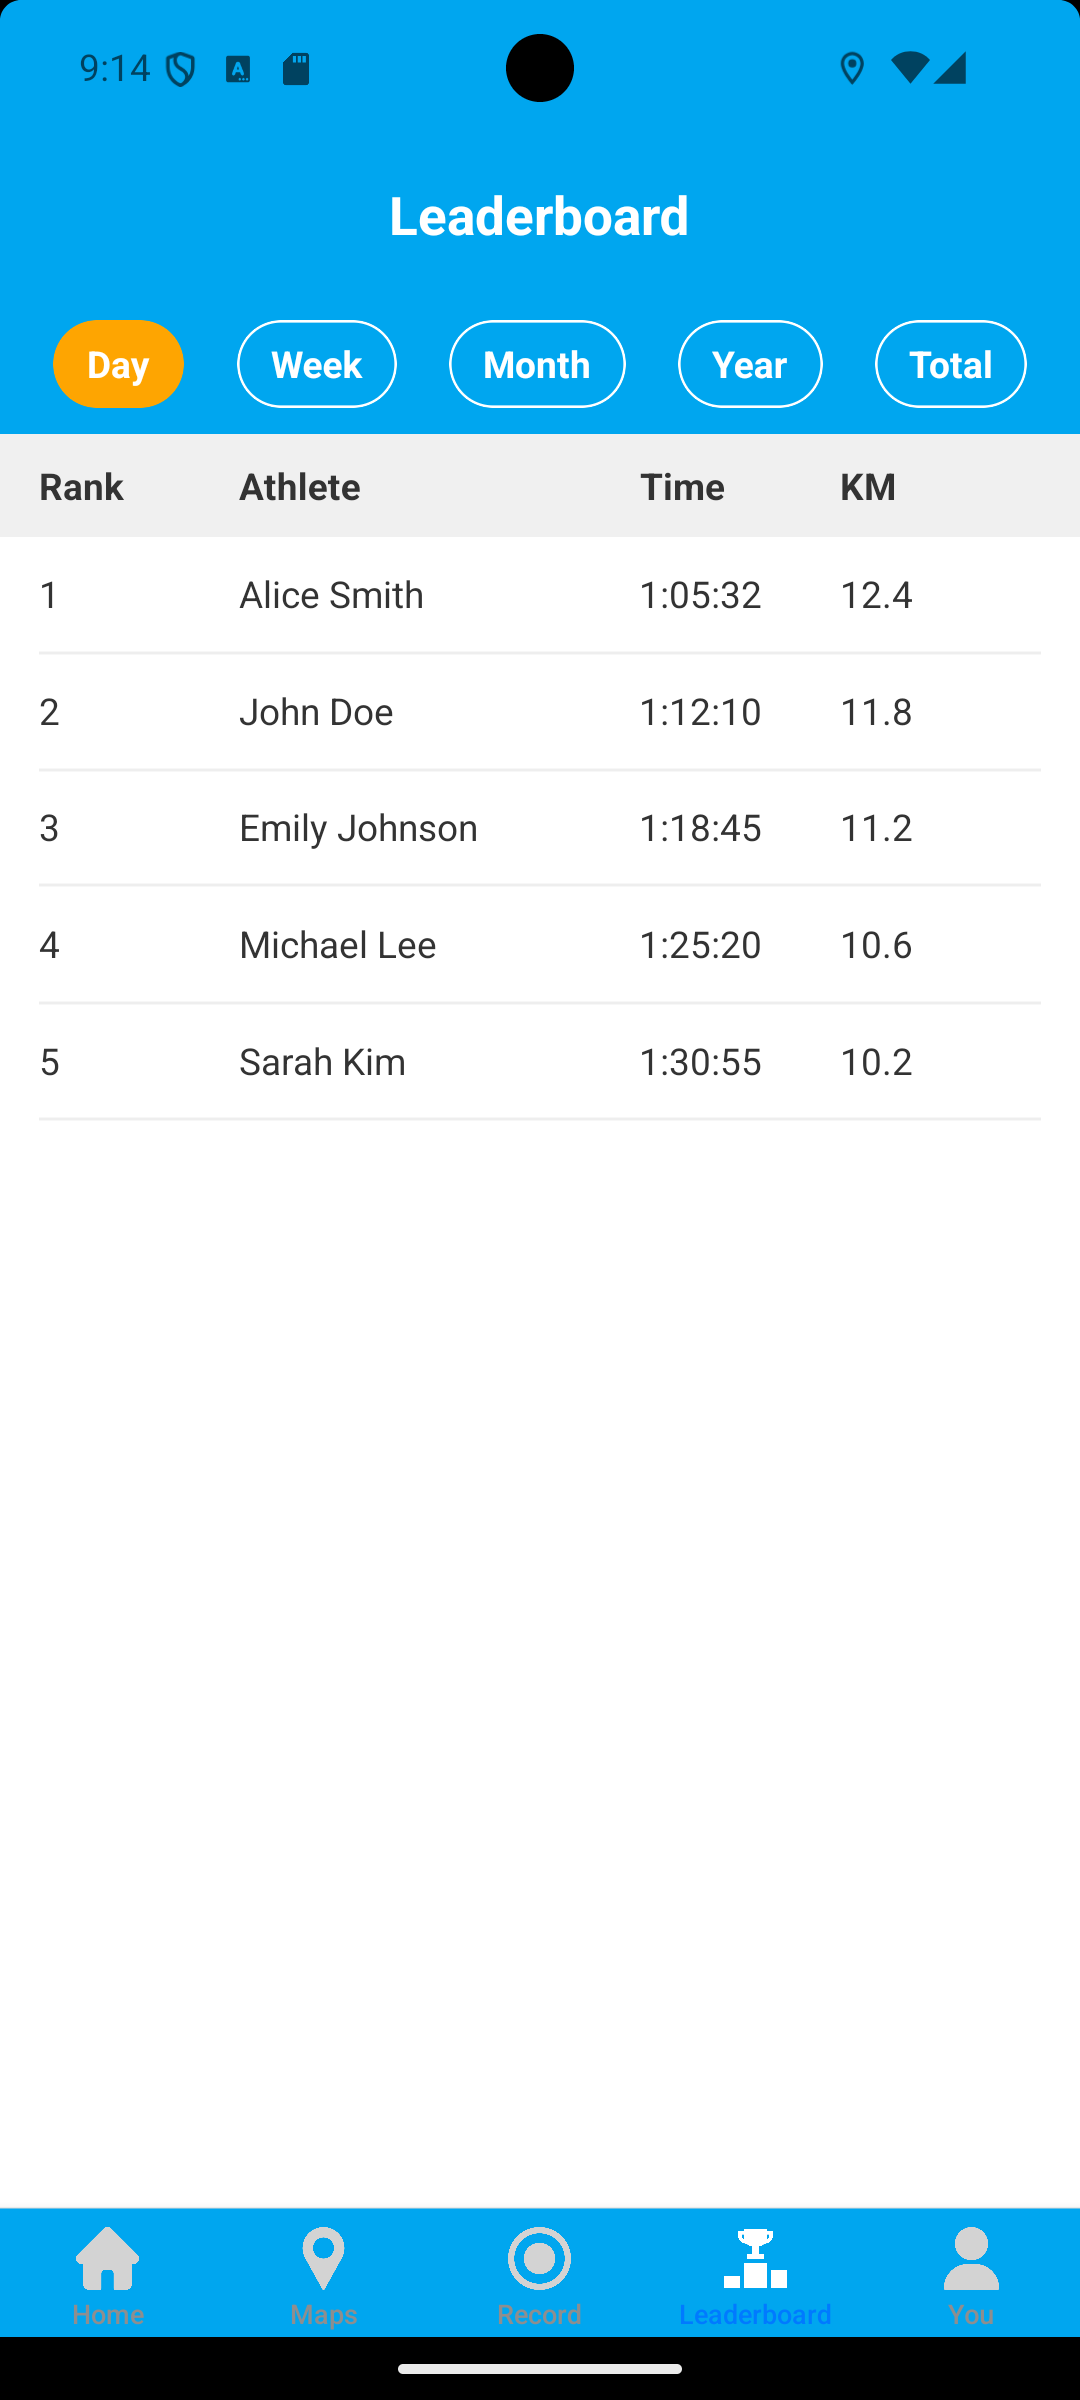 9:14
Leaderboard
Day Week Month Year Total
Rank Athlete Time KM
1 Alice Smith 1:05:32 12.4
2 John Doe 1:12:10 11.8
3 Emily Johnson 1:18:45 11.2
4 Michael Lee 1:25:20 10.6
5 Sarah Kim 1:30:55 10.2
Home Maps Record Leaderboard You